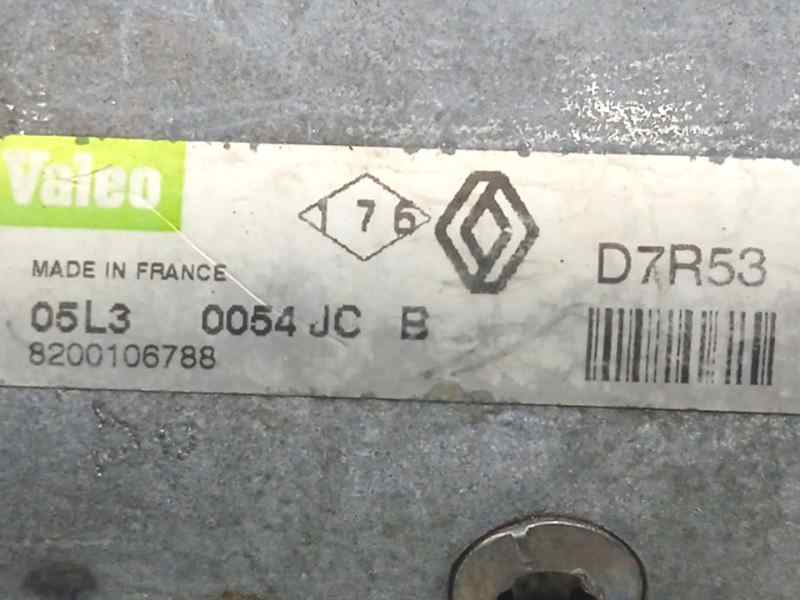 Valeo
176
D7R53
MADE IN FRANCE
05L3 0054 JC B
8200106788